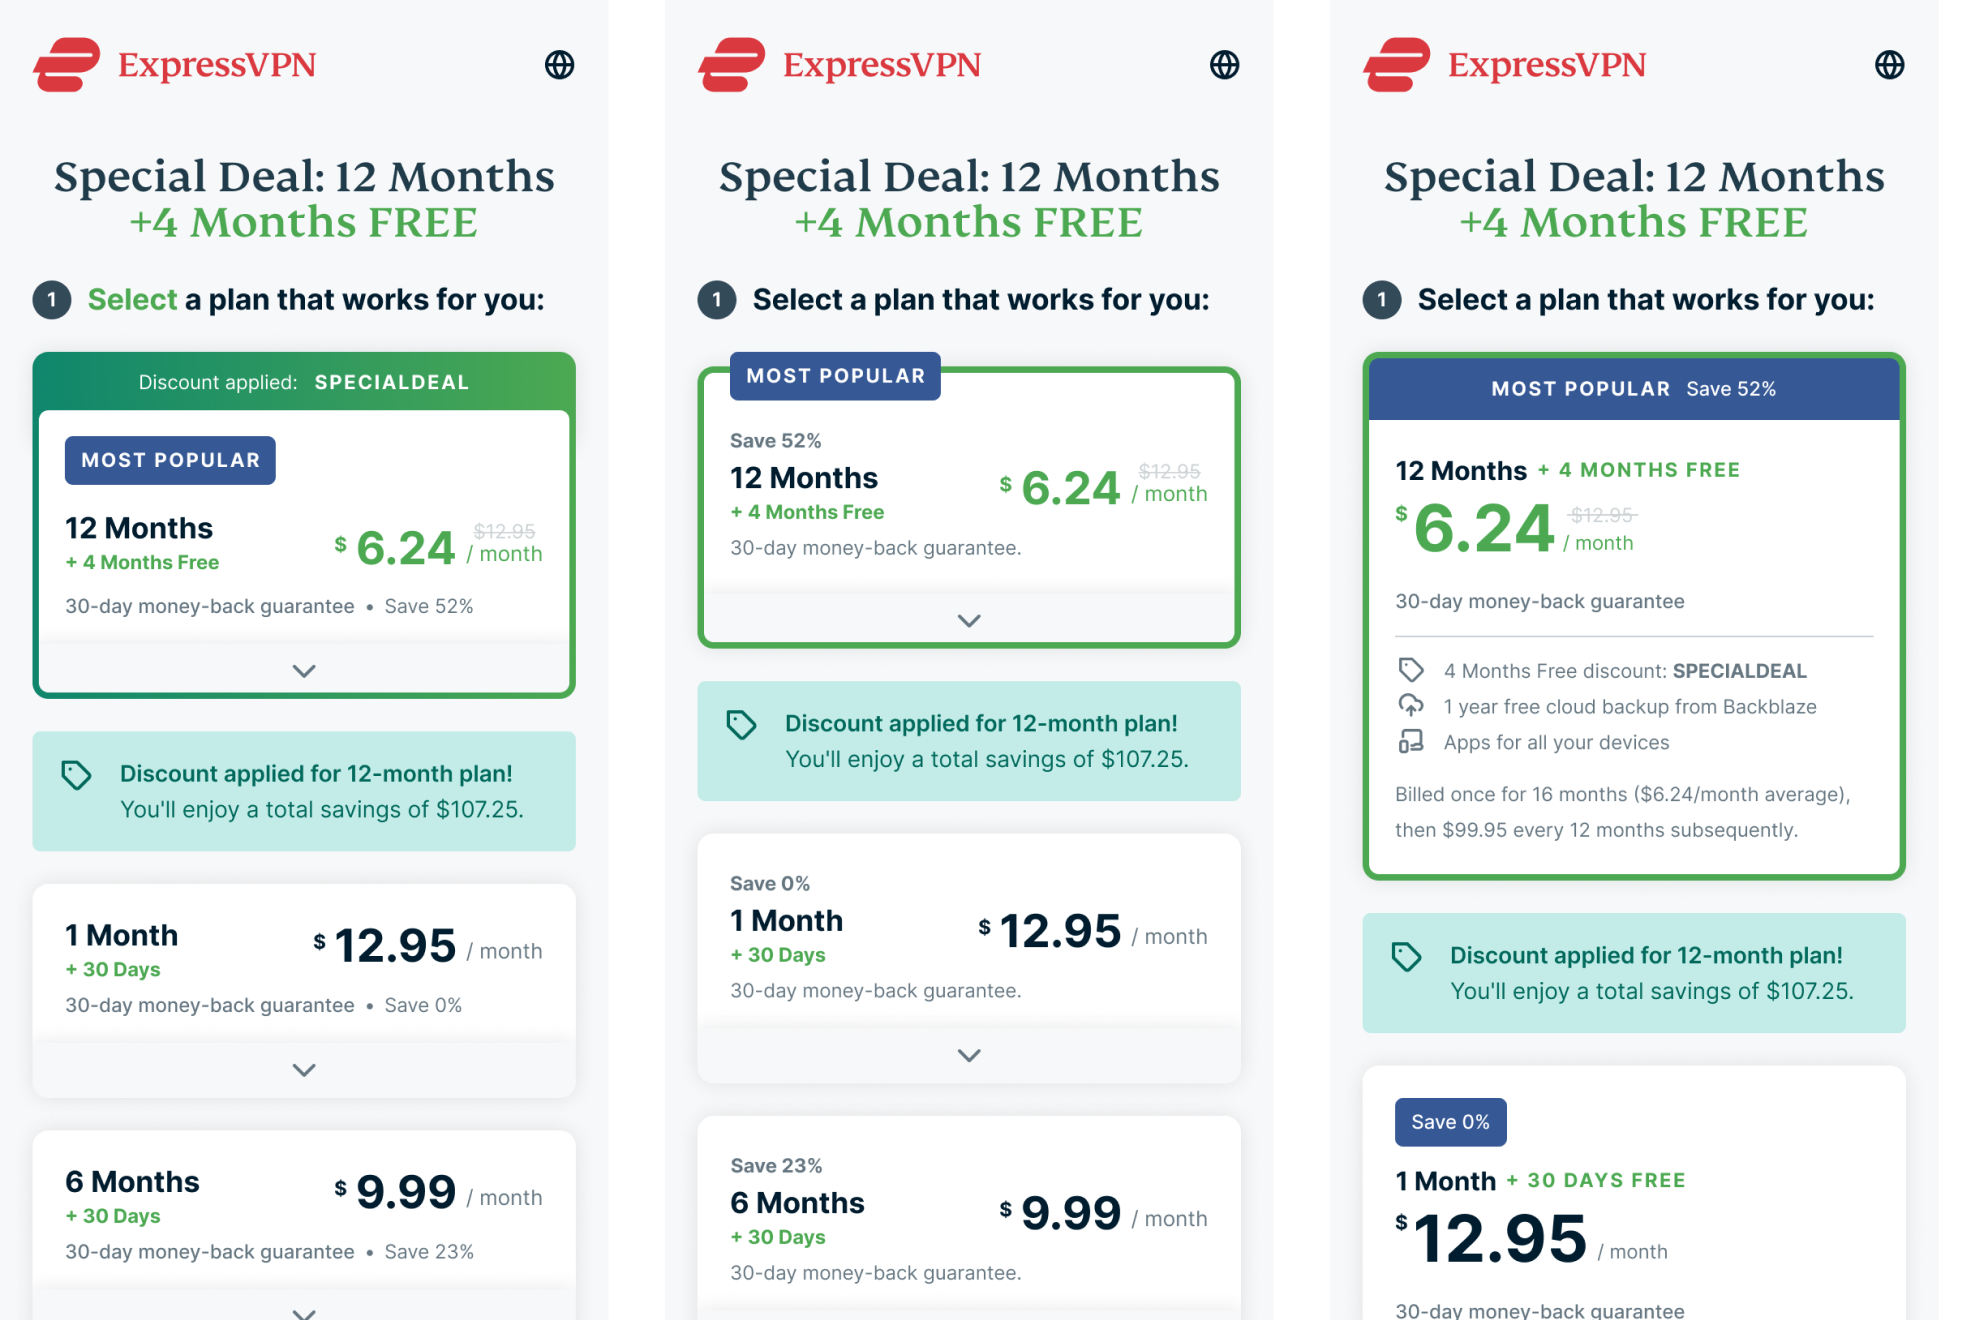 ExpressVPN
Special Deal: 12 Months
+4 Months FREE
1 Select a plan that works for you:
Discount applied: SPECIALDEAL
MOST POPULAR
12 Months
+ 4 Months Free
$ 6.24 $12.95 / month
30-day money-back guarantee • Save 52%
Discount applied for 12-month plan!
You'll enjoy a total savings of $107.25.
1 Month
+ 30 Days
$ 12.95 / month
30-day money-back guarantee • Save 0%
6 Months
+ 30 Days
$ 9.99 / month
30-day money-back guarantee • Save 23%
ExpressVPN
Special Deal: 12 Months
+4 Months FREE
1 Select a plan that works for you:
MOST POPULAR
Save 52%
12 Months
+ 4 Months Free
$ 6.24 $12.95 / month
30-day money-back guarantee.
Discount applied for 12-month plan!
You'll enjoy a total savings of $107.25.
Save 0%
1 Month
+ 30 Days
$ 12.95 / month
30-day money-back guarantee.
Save 23%
6 Months
+ 30 Days
$ 9.99 / month
30-day money-back guarantee.
ExpressVPN
Special Deal: 12 Months
+4 Months FREE
1 Select a plan that works for you:
MOST POPULAR Save 52%
12 Months + 4 MONTHS FREE
$ 6.24 $12.95 / month
30-day money-back guarantee
4 Months Free discount: SPECIALDEAL
1 year free cloud backup from Backblaze
Apps for all your devices
Billed once for 16 months ($6.24/month average),
then $99.95 every 12 months subsequently.
Discount applied for 12-month plan!
You'll enjoy a total savings of $107.25.
Save 0%
1 Month + 30 DAYS FREE
$ 12.95 / month
30-day money-back guarantee